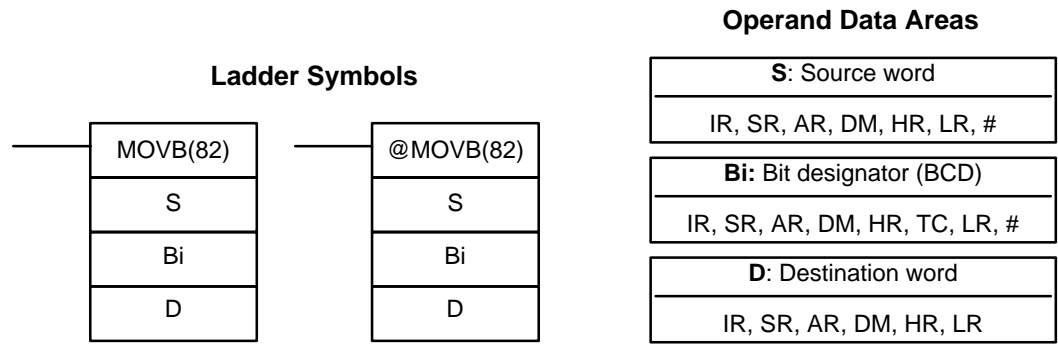 Ladder Symbols
MOVB(82)
S
Bi
D
@MOVB(82)
S
Bi
D
Operand Data Areas
S: Source word
IR, SR, AR, DM, HR, LR, #
Bi: Bit designator (BCD)
IR, SR, AR, DM, HR, TC, LR, #
D: Destination word
IR, SR, AR, DM, HR, LR